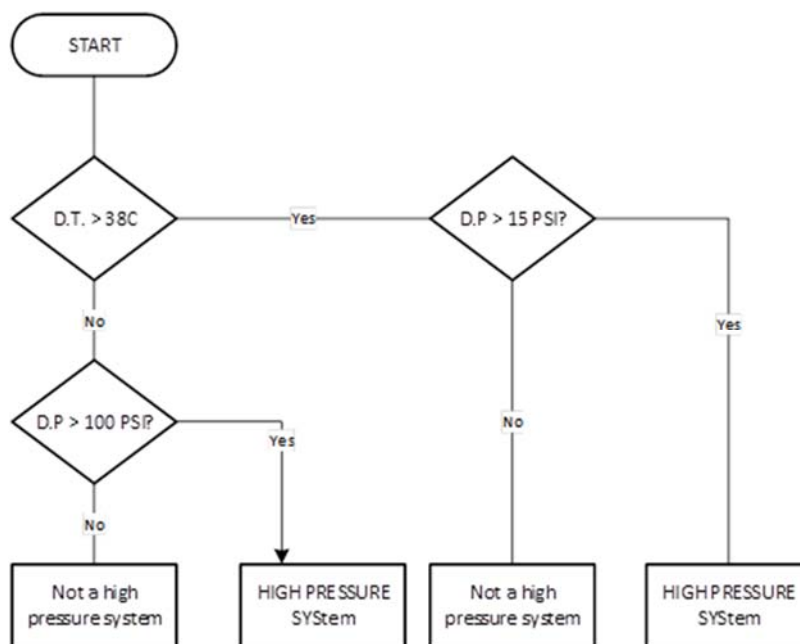 START
D.T. > 38C
Yes
D.P > 15 PSI?
No
Yes
D.P > 100 PSI?
Yes
No
No
Not a high
pressure system
HIGH PRESSURE
SYStem
Not a high
pressure system
HIGH PRESSURE
SYStem